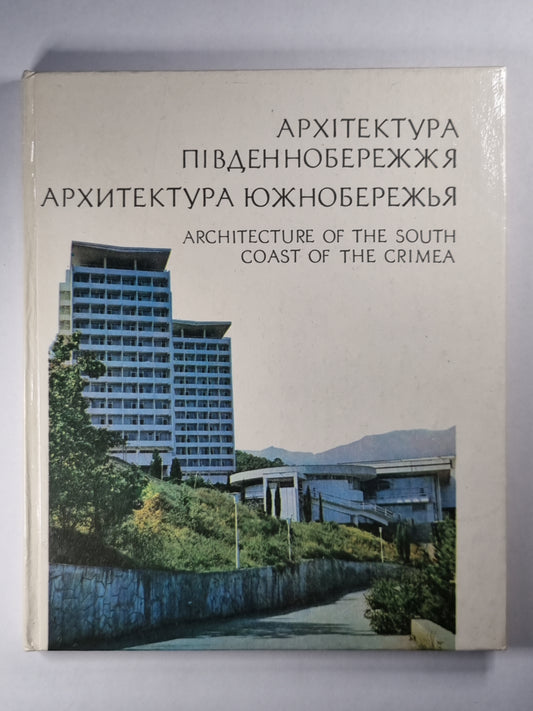 АРХІТЕКТУРА
ПІВДЕННОБЕРЕЖЖЯ
АРХИТЕКТУРА ЮЖНОБЕРЕЖЬЯ
ARCHITECTURE OF THE SOUTH
COAST OF THE CRIMEA